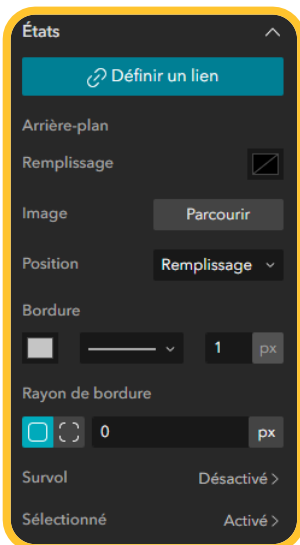 États
Définir un lien
Arrière-plan
Remplissage
Image Parcourir
Position Remplissage
Bordure
1 px
Rayon de bordure
0 px
Survol Désactivé
Sélectionné Activé